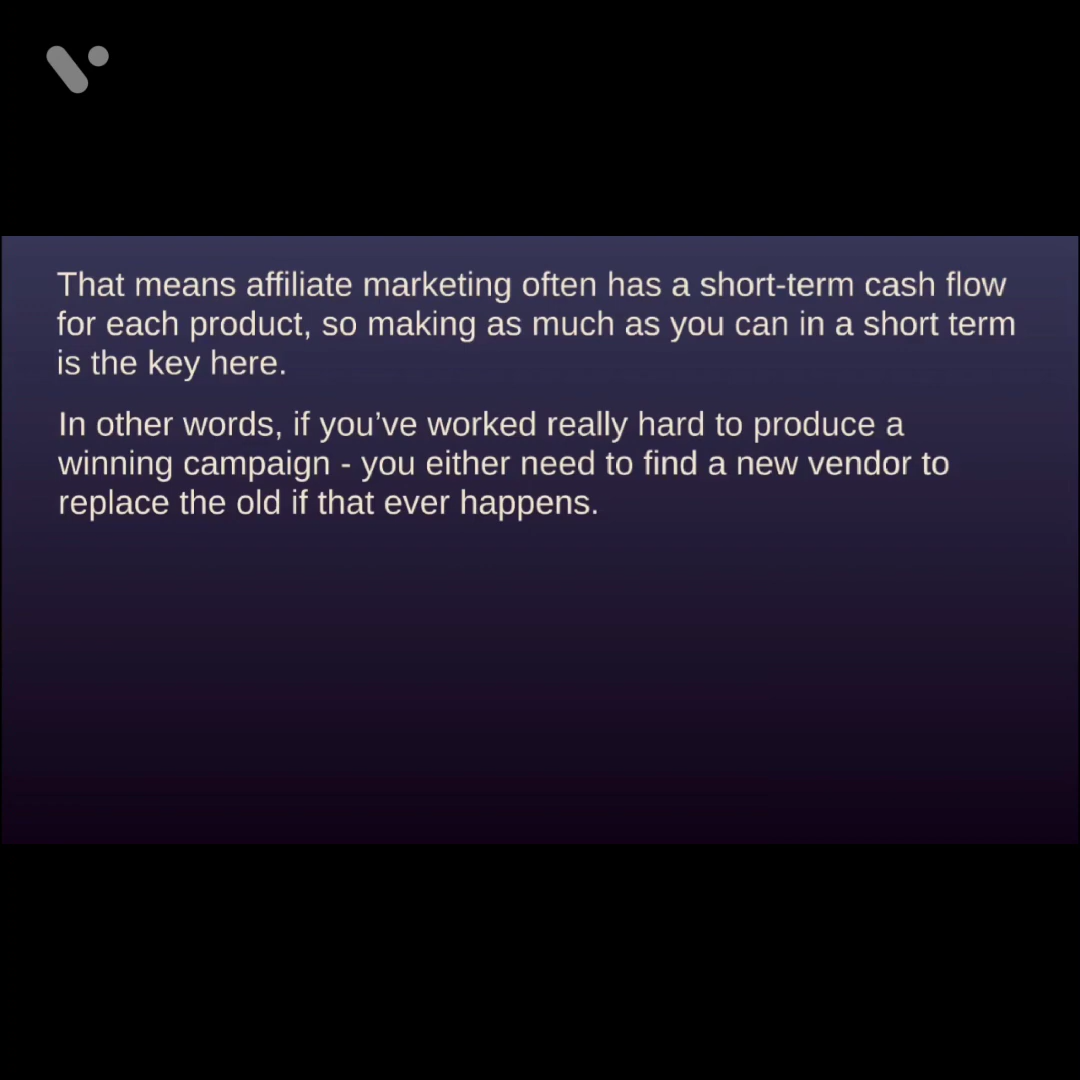 That means affiliate marketing often has a short-term cash flow
for each product, so making as much as you can in a short term
is the key here.
In other words, if you’ve worked really hard to produce a
winning campaign - you either need to find a new vendor to
replace the old if that ever happens.